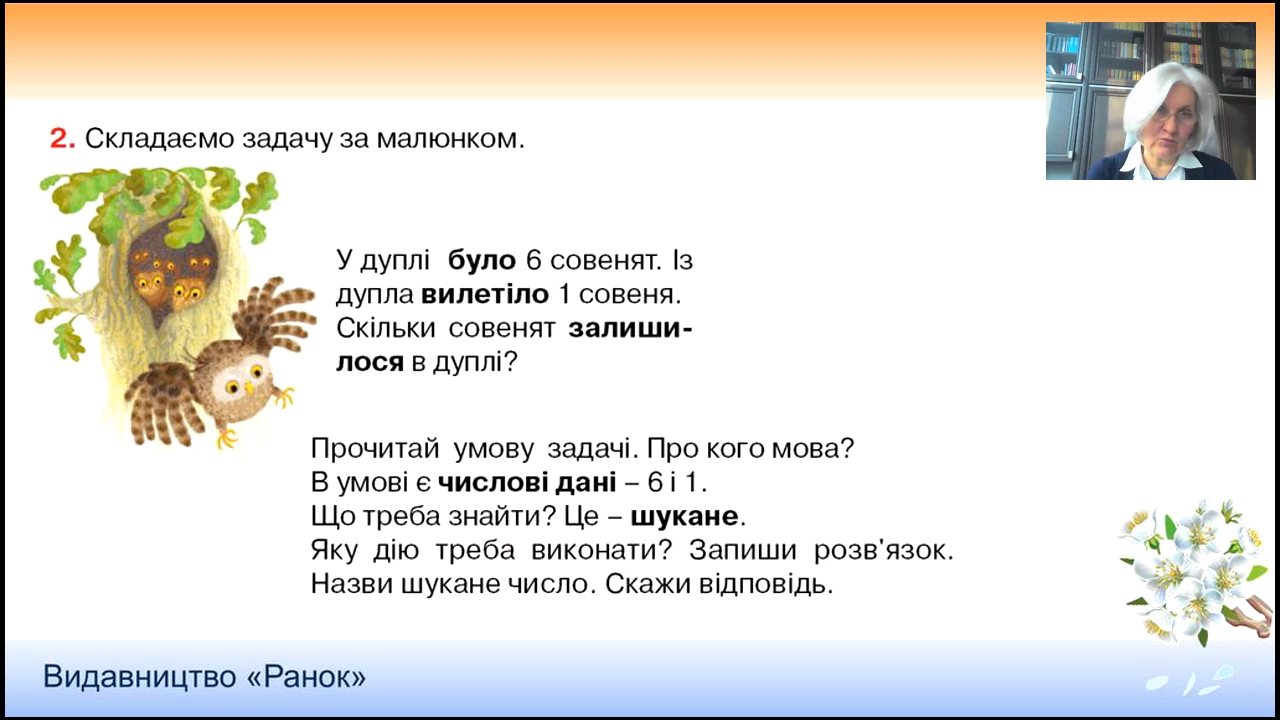 2. Складаємо задачу за малюнком.
У дуплі було 6 совенят. Із
дупла вилетіло 1 совеня.
Скільки совенят залиши-
лося в дуплі?
Прочитай умову задачі. Про кого мова?
В умові є числові дані – 6 і 1.
Що треба знайти? Це – шукане.
Яку дію треба виконати? Запиши розв'язок.
Назви шукане число. Скажи відповідь.
Видавництво «Ранок»